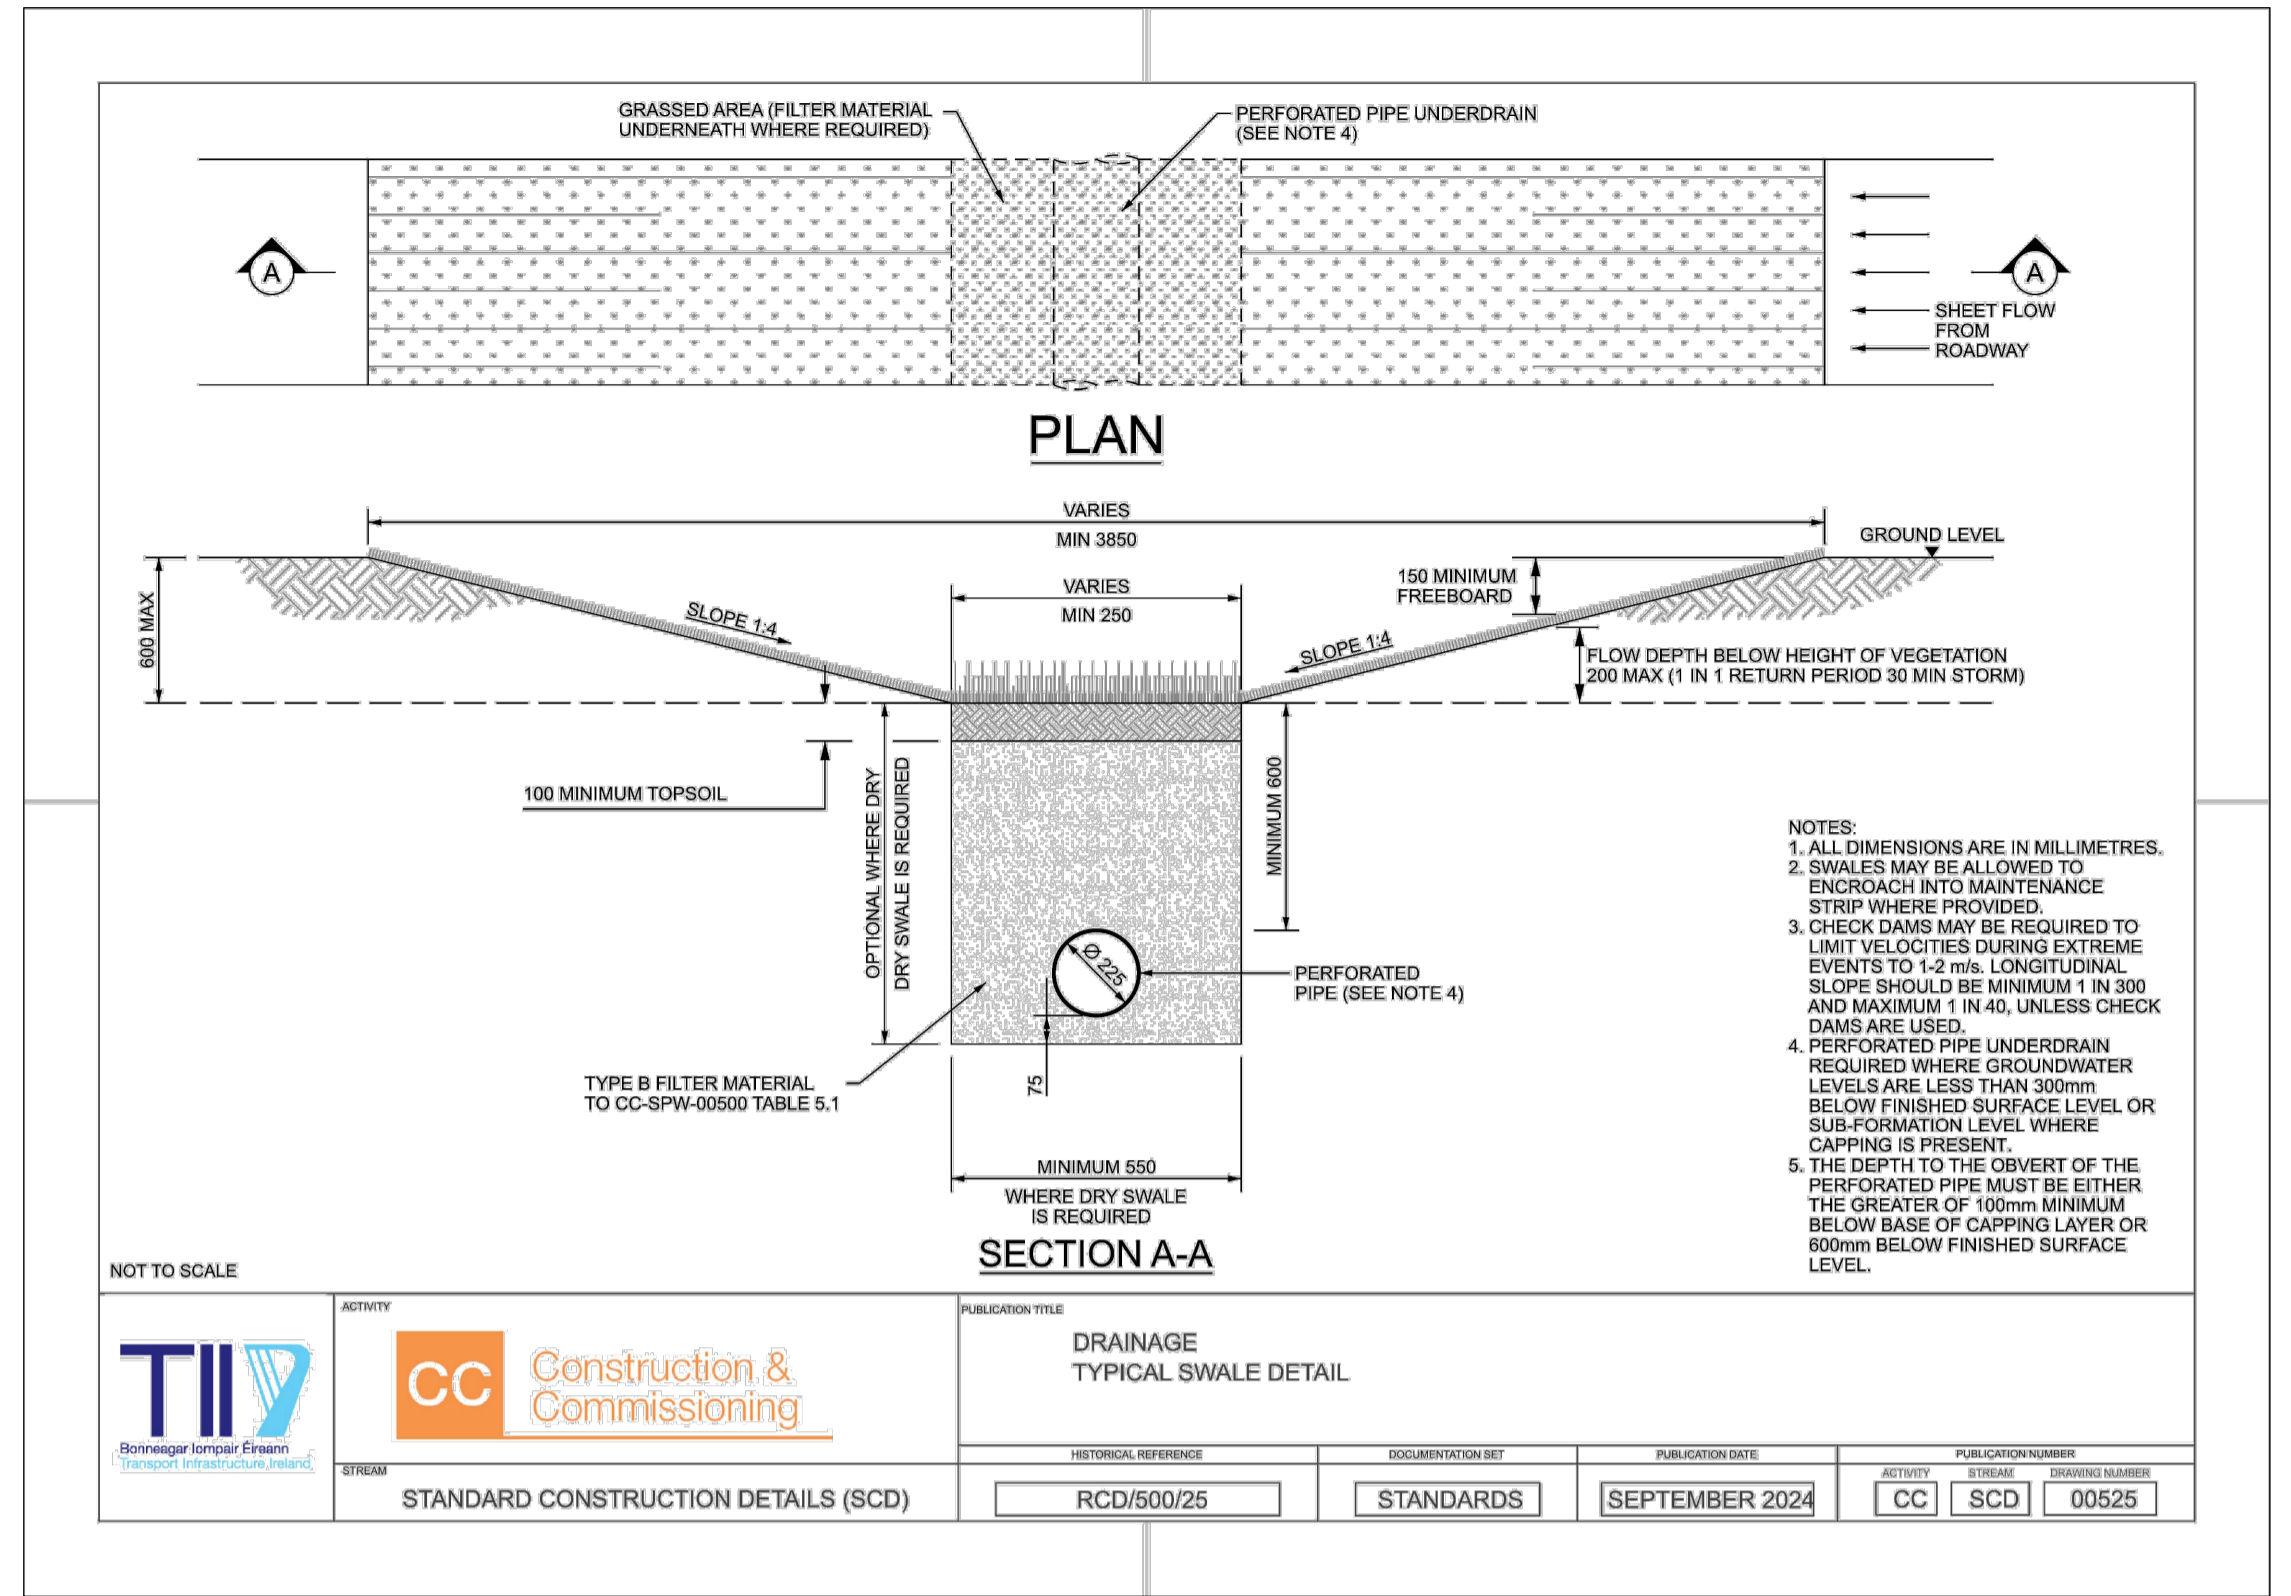 GRASSED AREA (FILTER MATERIAL
UNDERNEATH WHERE REQUIRED)
PERFORATED PIPE UNDERDRAIN
(SEE NOTE 4)
A
A
SHEET FLOW
FROM
ROADWAY
PLAN
VARIES
MIN 3850
GROUND LEVEL
VARIES
MIN 250
150 MINIMUM
FREEBOARD
600 MAX
SLOPE 1:4
SLOPE 1:4
FLOW DEPTH BELOW HEIGHT OF VEGETATION
200 MAX (1 IN 1 RETURN PERIOD 30 MIN STORM)
100 MINIMUM TOPSOIL
OPTIONAL WHERE DRY
DRY SWALE IS REQUIRED
MINIMUM 600
Ø 225
PERFORATED
PIPE (SEE NOTE 4)
75
TYPE B FILTER MATERIAL
TO CC-SPW-00500 TABLE 5.1
MINIMUM 550
WHERE DRY SWALE
IS REQUIRED
SECTION A-A
NOTES:
1. ALL DIMENSIONS ARE IN MILLIMETRES.
2. SWALES MAY BE ALLOWED TO
ENCROACH INTO MAINTENANCE
STRIP WHERE PROVIDED.
3. CHECK DAMS MAY BE REQUIRED TO
LIMIT VELOCITIES DURING EXTREME
EVENTS TO 1-2 m/s. LONGITUDINAL
SLOPE SHOULD BE MINIMUM 1 IN 300
AND MAXIMUM 1 IN 40, UNLESS CHECK
DAMS ARE USED.
4. PERFORATED PIPE UNDERDRAIN
REQUIRED WHERE GROUNDWATER
LEVELS ARE LESS THAN 300mm
BELOW FINISHED SURFACE LEVEL OR
SUB-FORMATION LEVEL WHERE
CAPPING IS PRESENT.
5. THE DEPTH TO THE OBVERT OF THE
PERFORATED PIPE MUST BE EITHER
THE GREATER OF 100mm MINIMUM
BELOW BASE OF CAPPING LAYER OR
600mm BELOW FINISHED SURFACE
LEVEL.
NOT TO SCALE
TII
Bonneagar Iompair Éireann
Transport Infrastructure Ireland
ACTIVITY
CC
Construction &
Commissioning
STREAM
STANDARD CONSTRUCTION DETAILS (SCD)
PUBLICATION TITLE
DRAINAGE
TYPICAL SWALE DETAIL
HISTORICAL REFERENCE
RCD/500/25
DOCUMENTATION SET
STANDARDS
PUBLICATION DATE
SEPTEMBER 2024
PUBLICATION NUMBER
ACTIVITY STREAM DRAWING NUMBER
CC SCD 00525